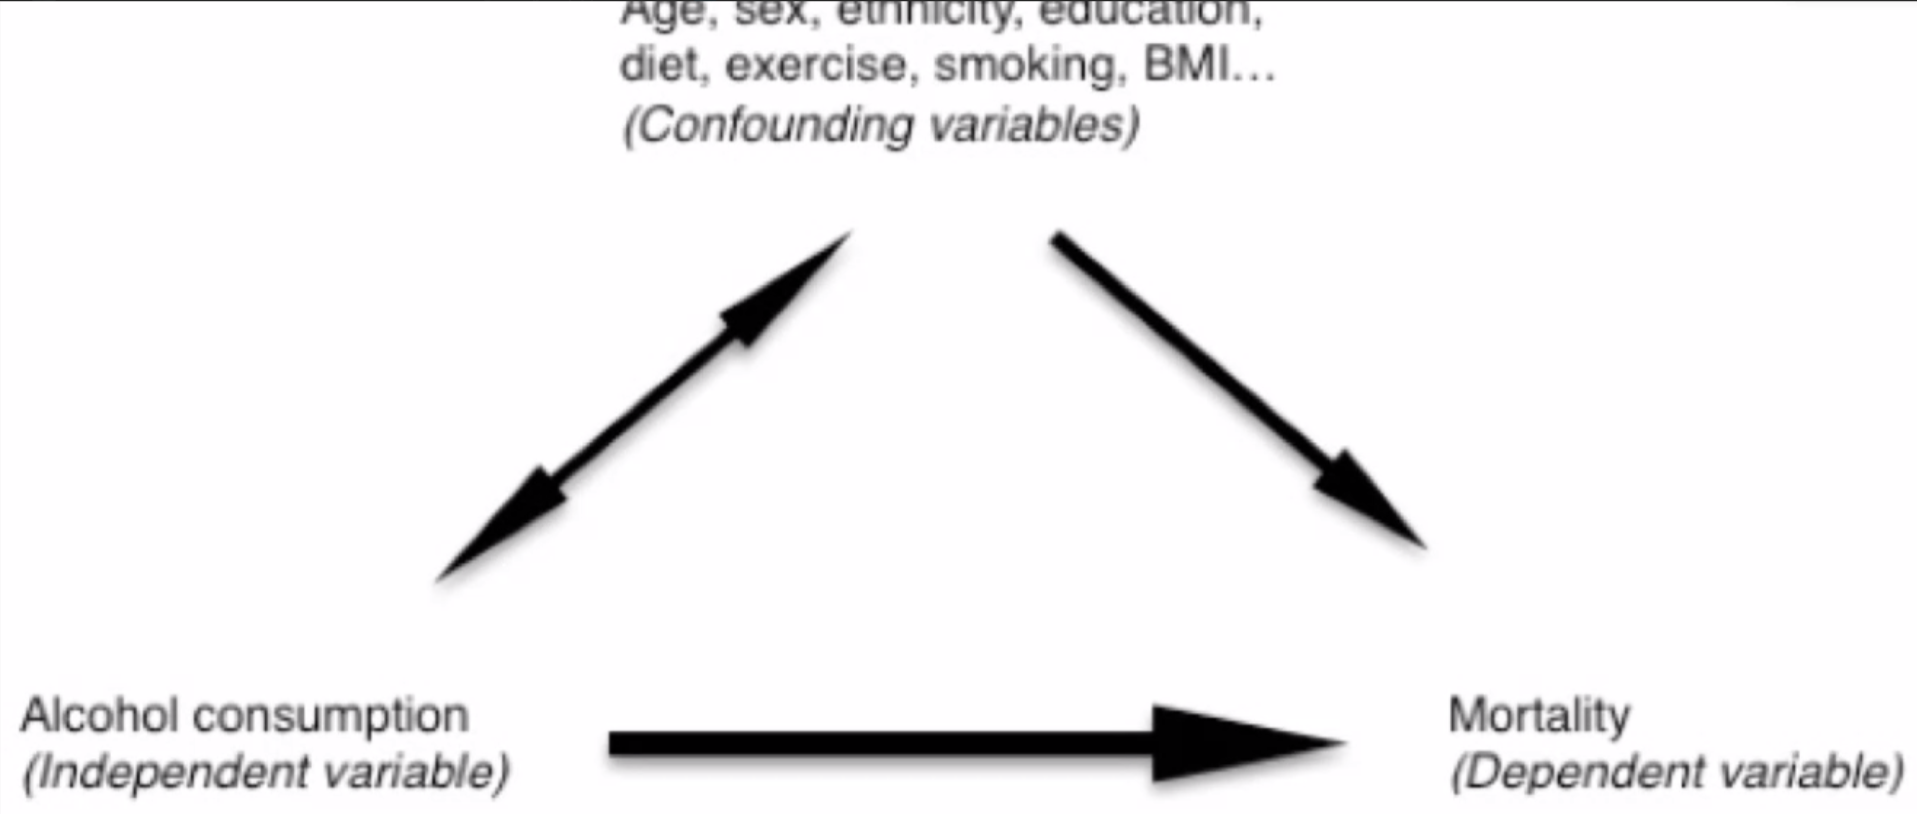 Age, sex, ethnicity, education,
diet, exercise, smoking, BMI...
(Confounding variables)
Alcohol consumption
(Independent variable)
Mortality
(Dependent variable)